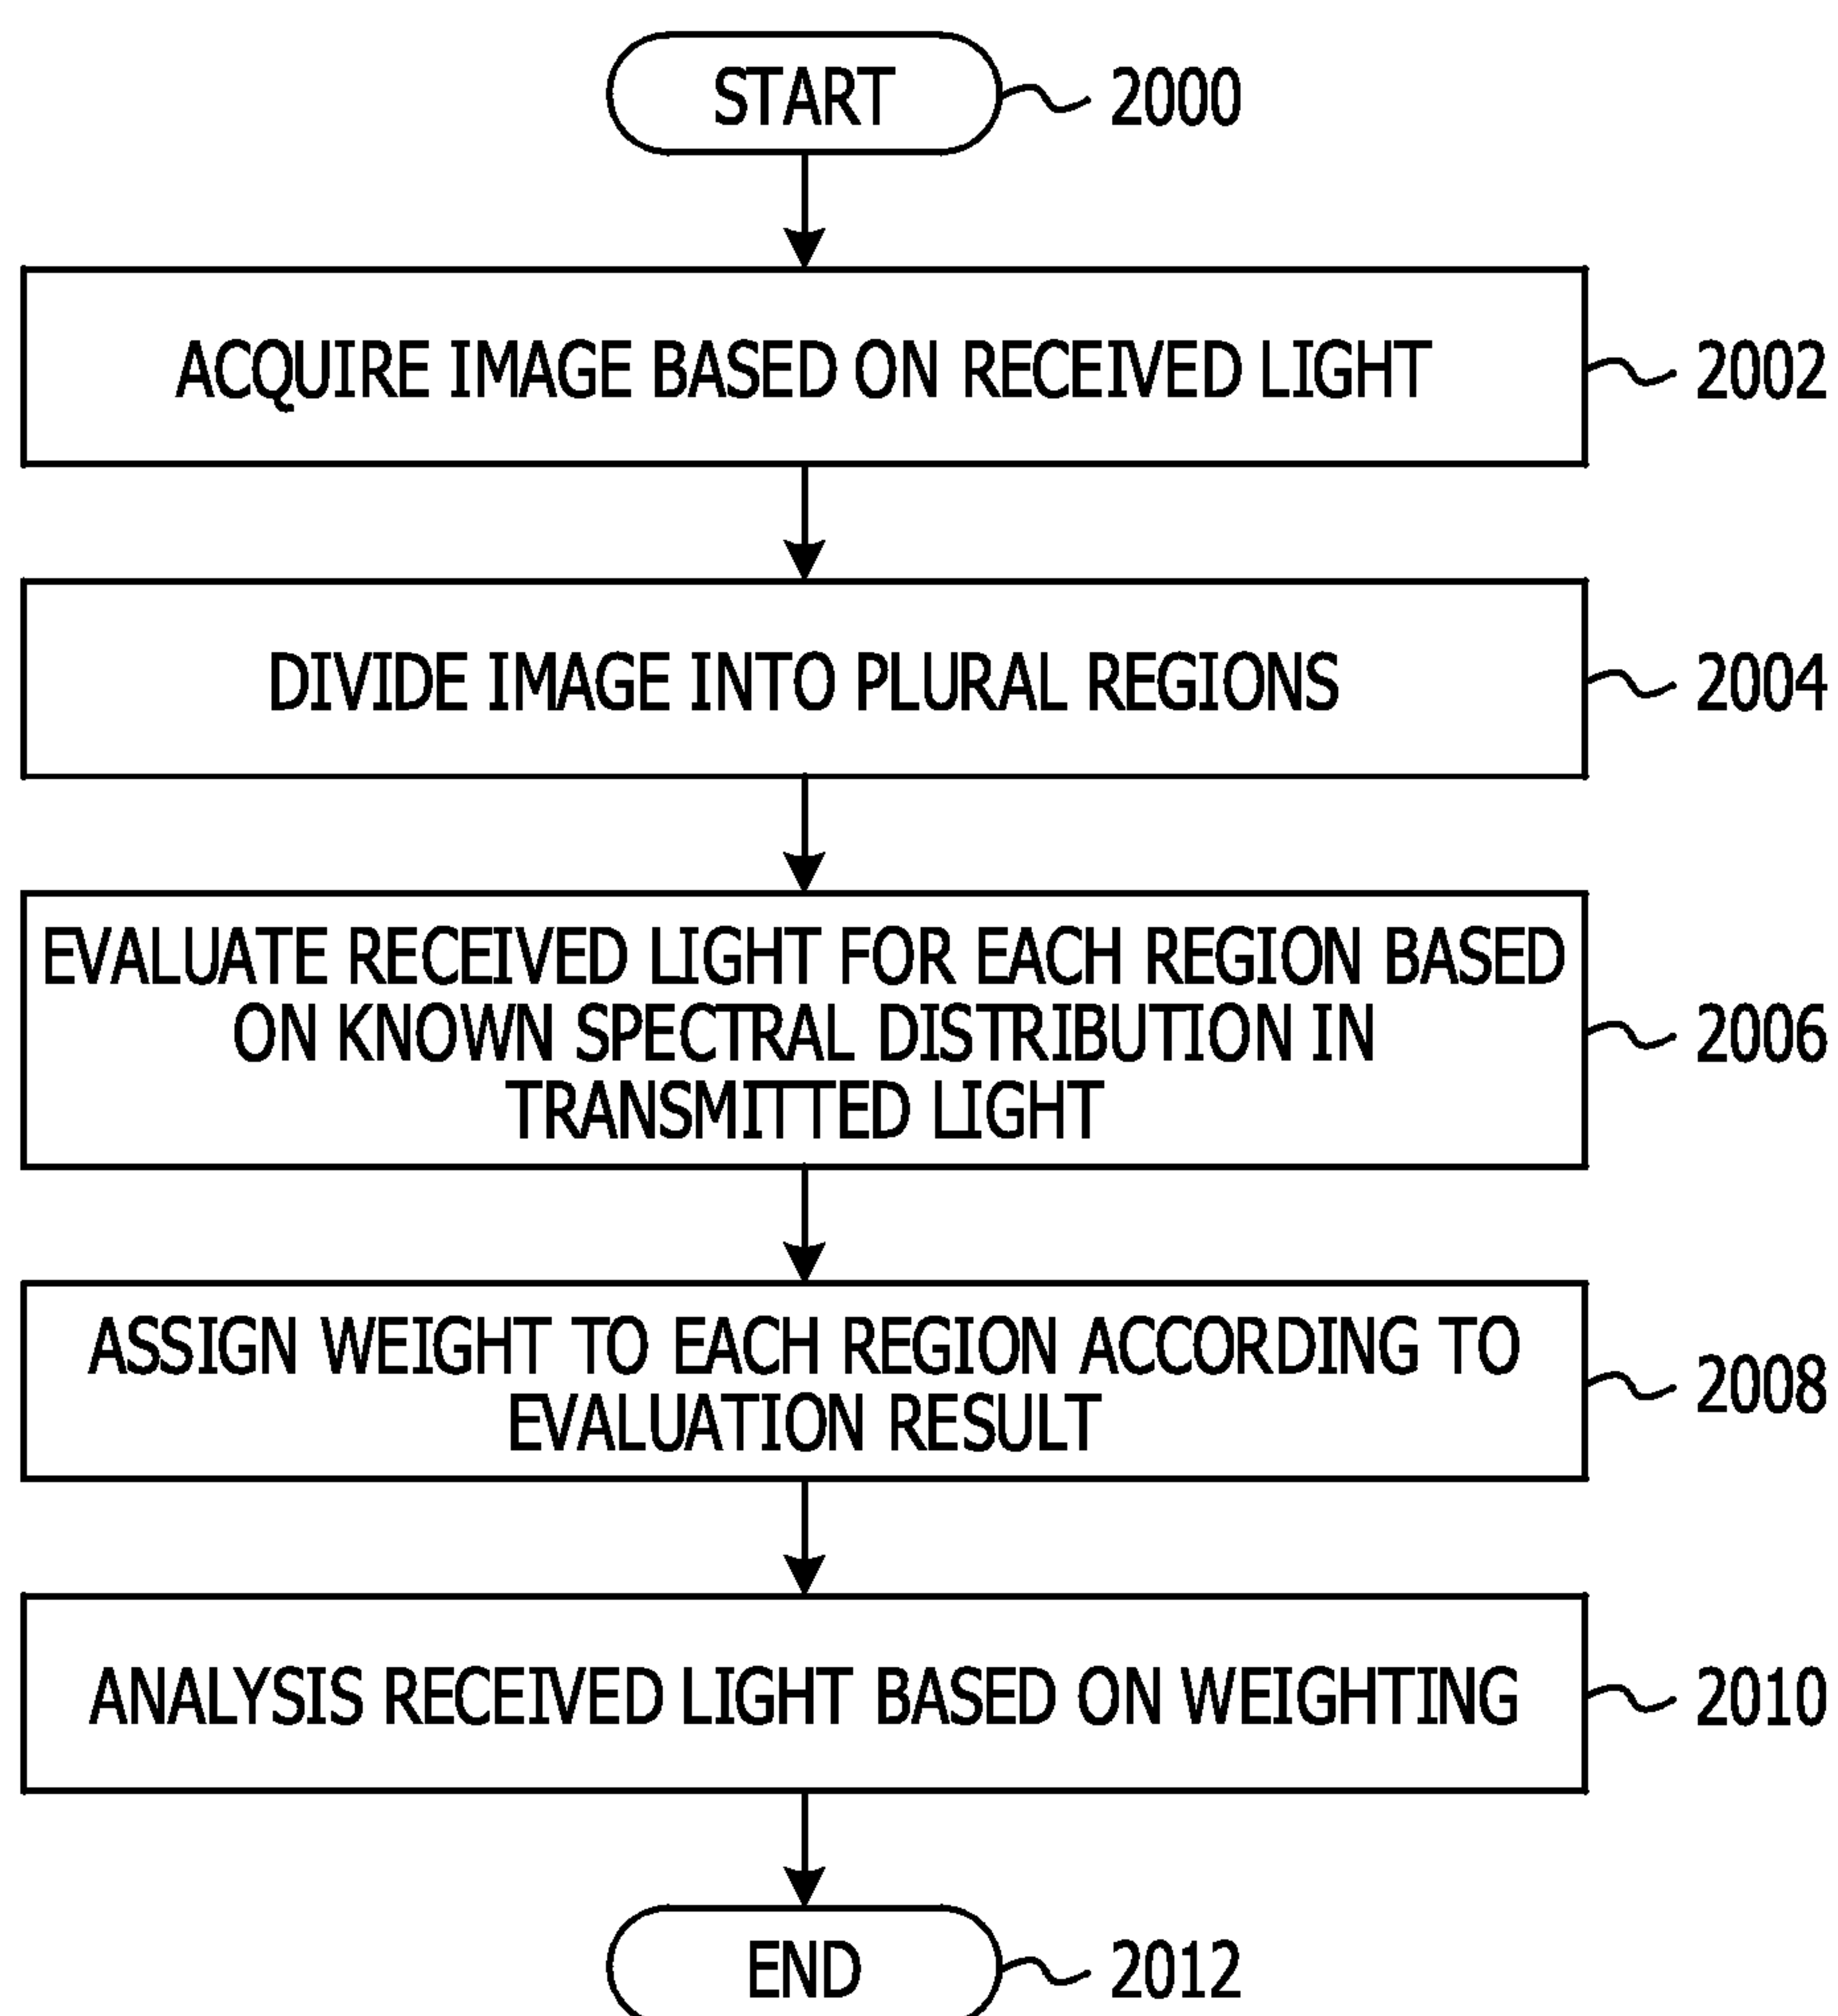 START
2000
ACQUIRE IMAGE BASED ON RECEIVED LIGHT
2002
DIVIDE IMAGE INTO PLURAL REGIONS
2004
EVALUATE RECEIVED LIGHT FOR EACH REGION BASED
ON KNOWN SPECTRAL DISTRIBUTION IN
TRANSMITTED LIGHT
2006
ASSIGN WEIGHT TO EACH REGION ACCORDING TO
EVALUATION RESULT
2008
ANALYSIS RECEIVED LIGHT BASED ON WEIGHTING
2010
END
2012